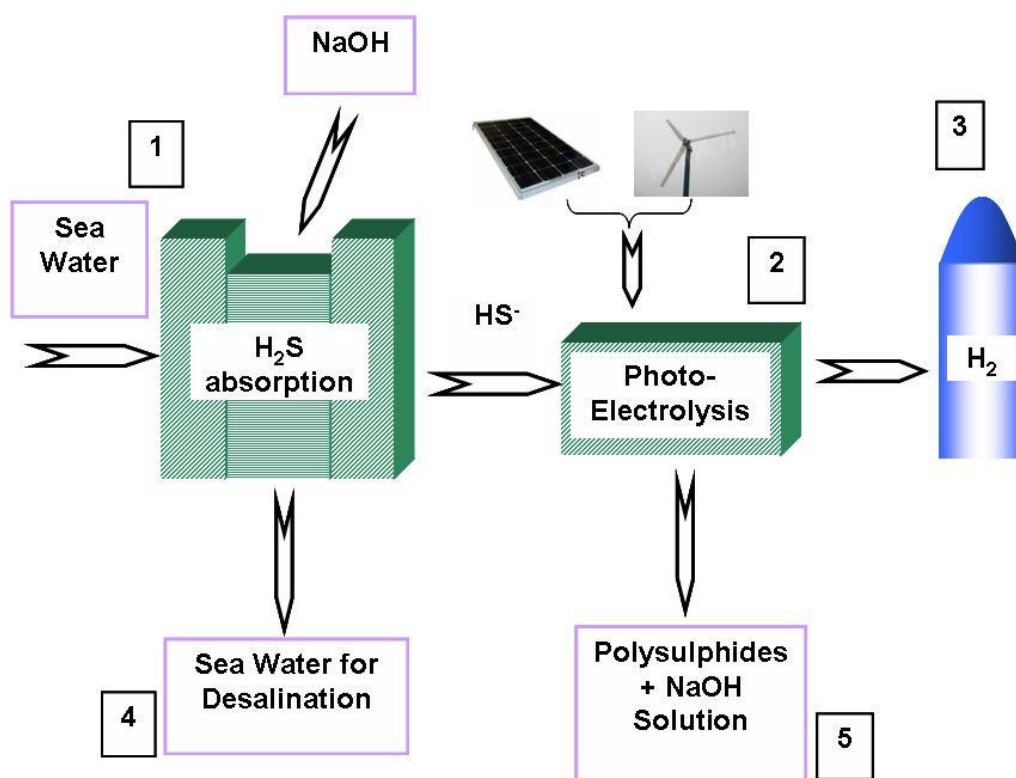 NaOH
1
3
Sea
Water
2
HS⁻
H₂S
absorption
Photo-
Electrolysis
H₂
Sea Water for
Desalination
4
Polysulphides
+ NaOH
Solution
5